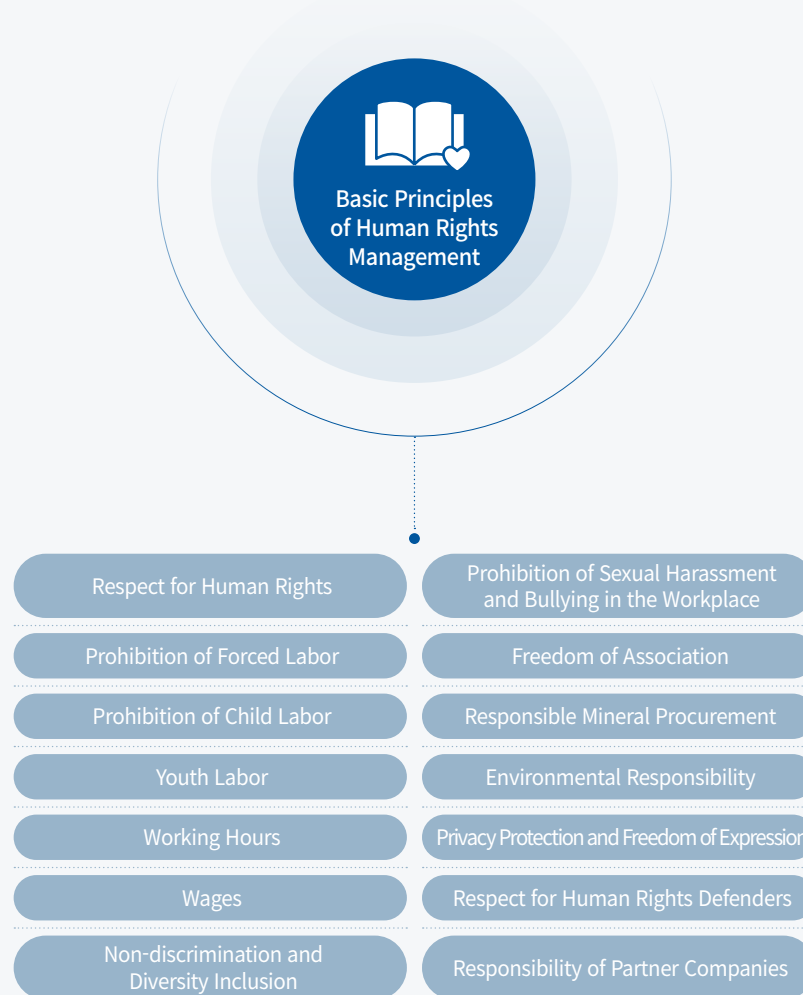 Basic Principles
of Human Rights
Management
Respect for Human Rights
Prohibition of Forced Labor
Prohibition of Child Labor
Youth Labor
Working Hours
Wages
Non-discrimination and
Diversity Inclusion
Prohibition of Sexual Harassment
and Bullying in the Workplace
Freedom of Association
Responsible Mineral Procurement
Environmental Responsibility
Privacy Protection and Freedom of Expression
Respect for Human Rights Defenders
Responsibility of Partner Companies